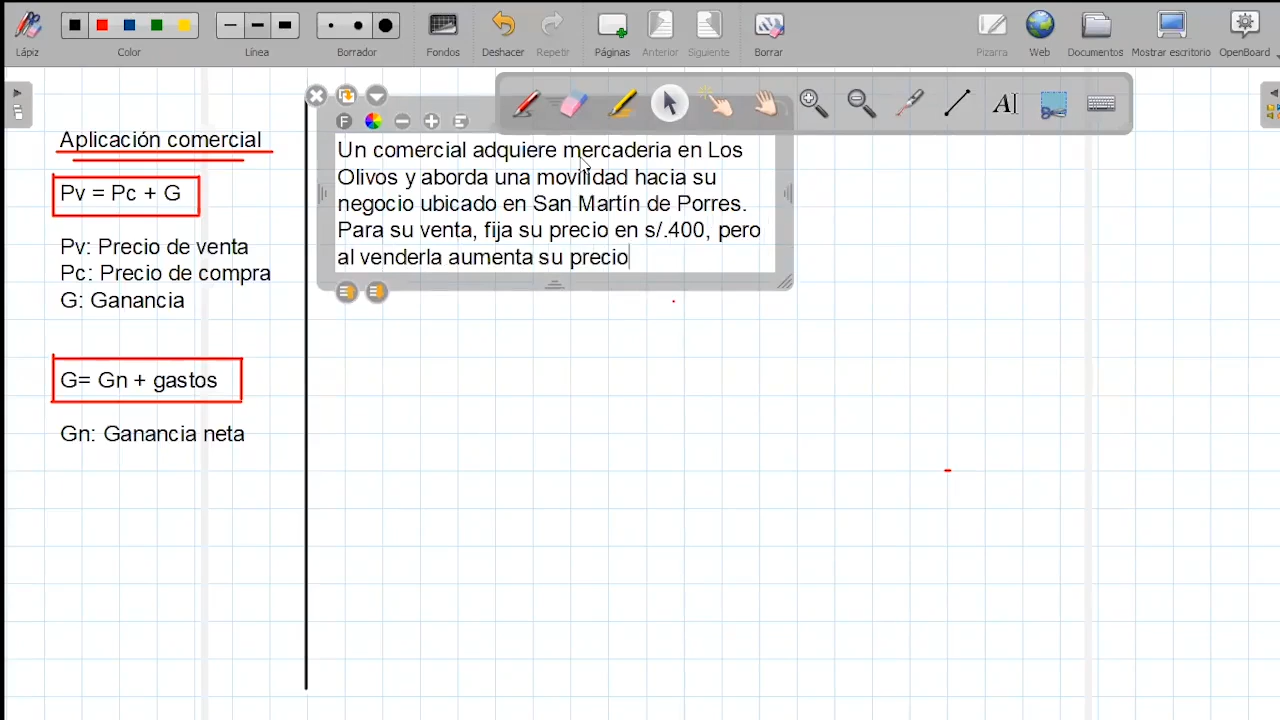 Lápiz
Color
Línea
Borrador
Fondos
Deshacer
Repetir
Páginas
Anterior
Siguiente
Borrar
Pizarra
Web
Documentos
Mostrar escritorio
OpenBoard
Aplicación comercial
Pv = Pc + G
Pv: Precio de venta
Pc: Precio de compra
G: Ganancia
G= Gn + gastos
Gn: Ganancia neta
F
A
Un comercial adquiere mercaderia en Los
Olivos y aborda una movilidad hacia su
negocio ubicado en San Martín de Porres.
Para su venta, fija su precio en s/.400, pero
al venderla aumenta su precio